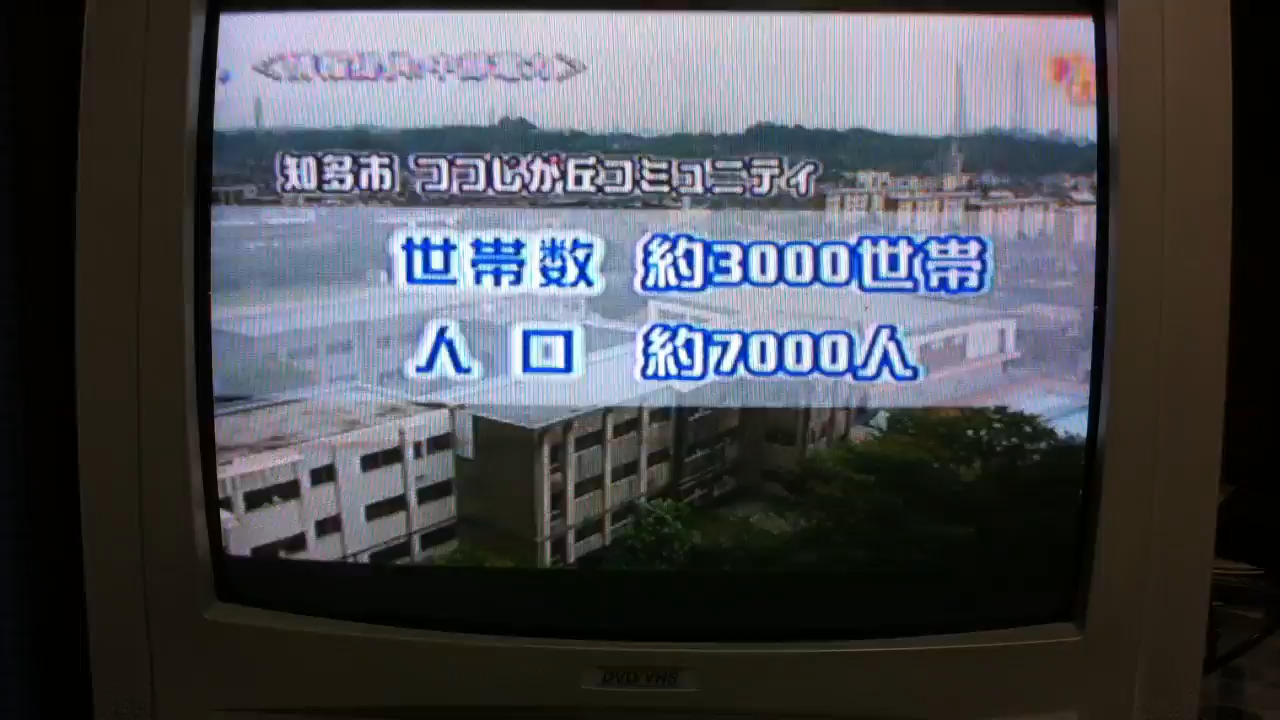 知多市 つつじが丘コミュニティ
世帯数 約3000世帯
人口 約7000人
DVD/VHS